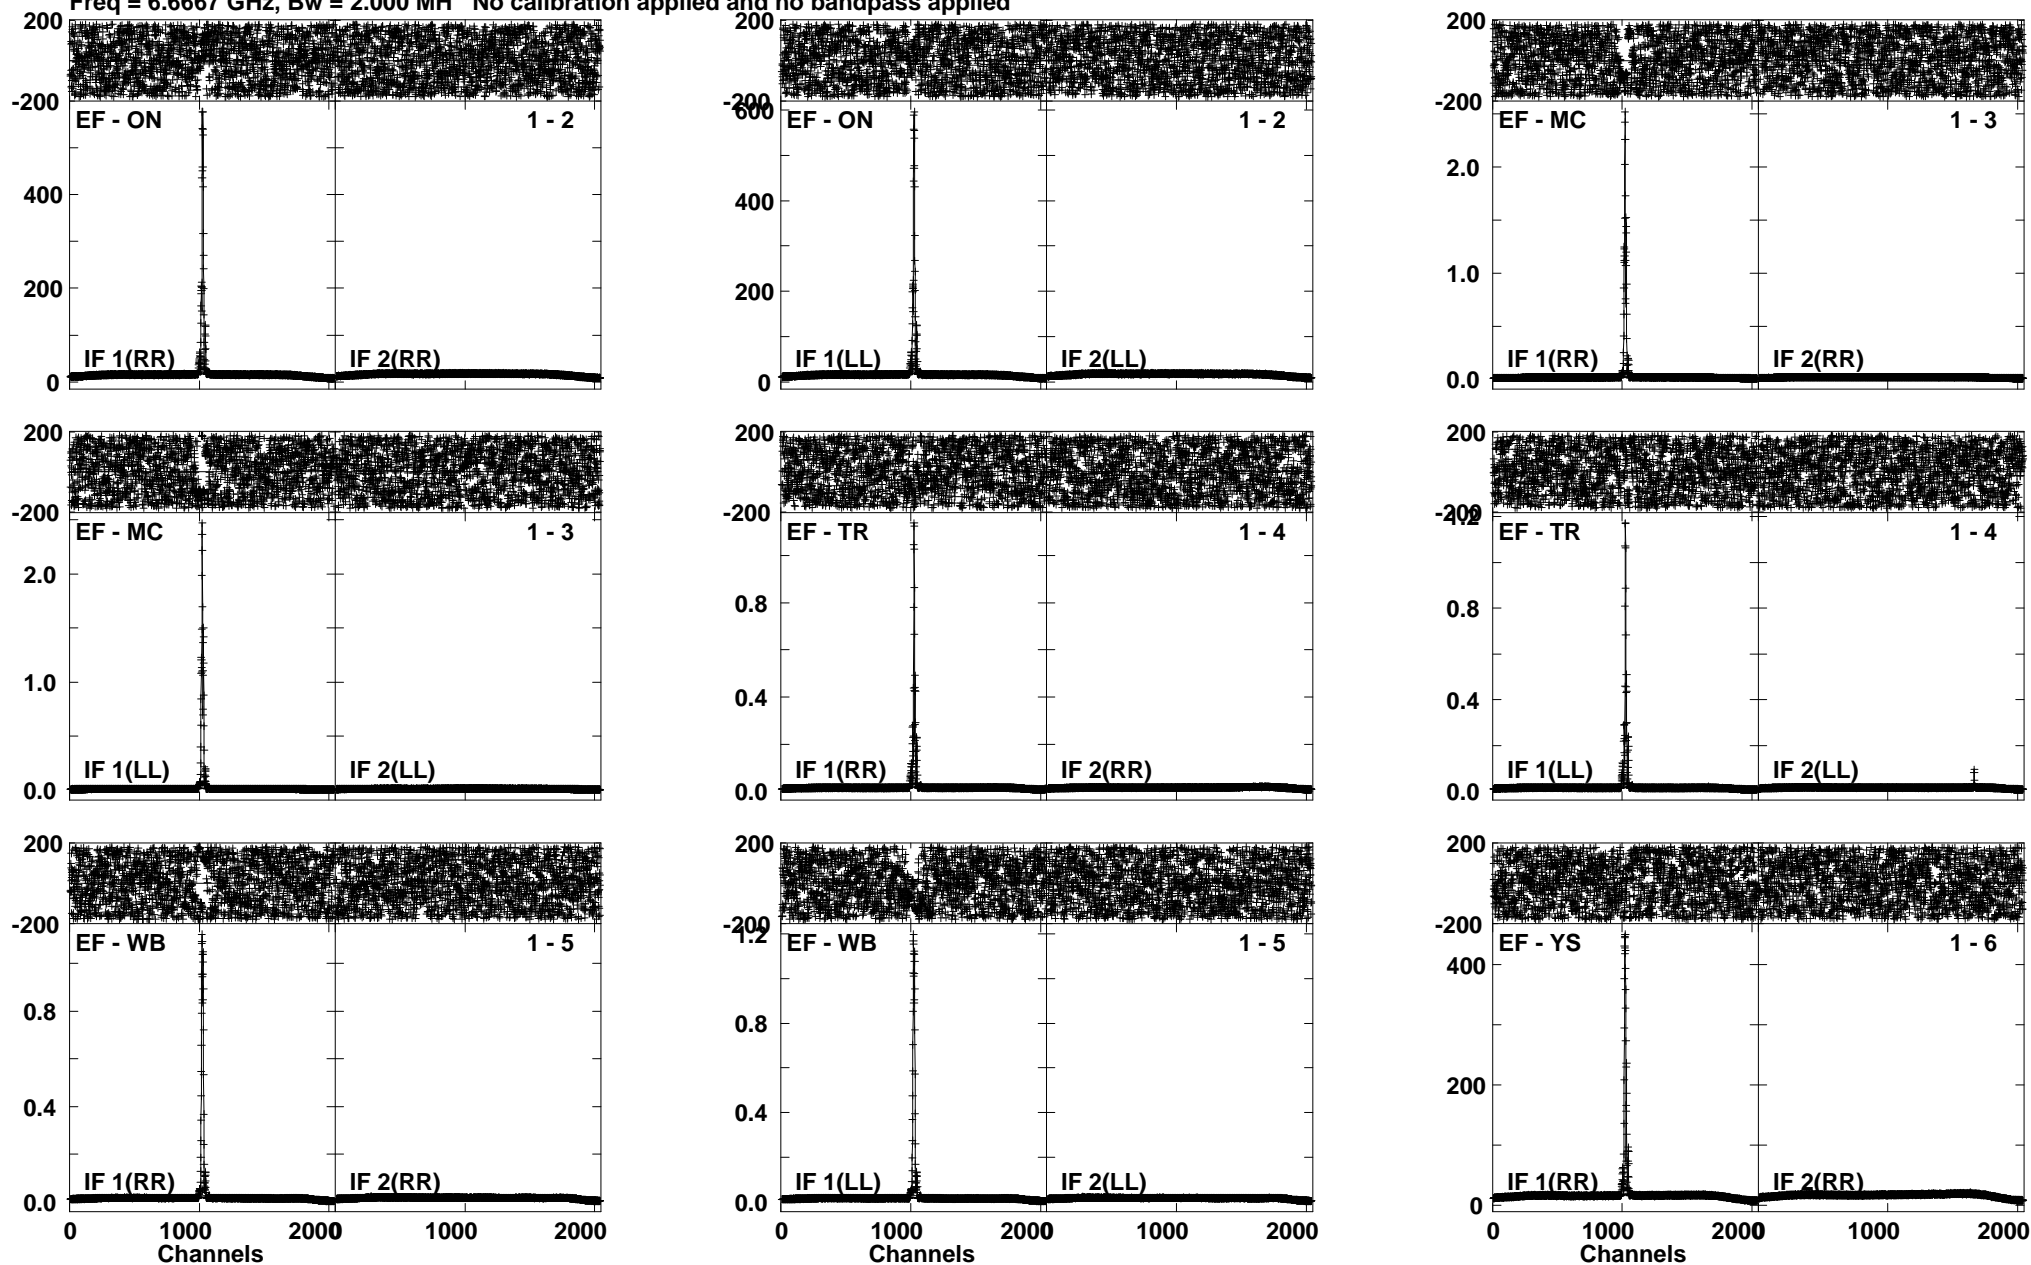 Freq = 6.6667 GHz, Bw = 2.000 MH No calibration applied and no bandpass applied
200 200 200
-200 -200 -200
EF - ON 1 - 2 600 EF - ON 1 - 2 EF - MC 1 - 3
400 400 2.0
200 200 1.0
IF 1(RR) IF 2(RR) IF 1(LL) IF 2(LL) IF 1(RR) IF 2(RR)
0 0 0.0
200 200 200
-200 -200 -200
EF - MC 1 - 3 EF - TR 1 - 4 1.2 EF - TR 1 - 4
2.0 0.8 0.8
1.0 0.4 0.4
IF 1(LL) IF 2(LL) IF 1(RR) IF 2(RR) IF 1(LL) IF 2(LL)
0.0 0.0 0.0
200 200 200
-200 -200 -200
EF - WB 1 - 5 1.2 EF - WB 1 - 5 EF - YS 1 - 6
0.8 0.8 400
0.4 0.4 200
IF 1(RR) IF 2(RR) IF 1(LL) IF 2(LL) IF 1(RR) IF 2(RR)
0.0 0.0 0
0 1000 2000 0 1000 2000 0 1000 2000 0 1000 2000 0 1000 2000 0 1000 2000
Channels Channels Channels